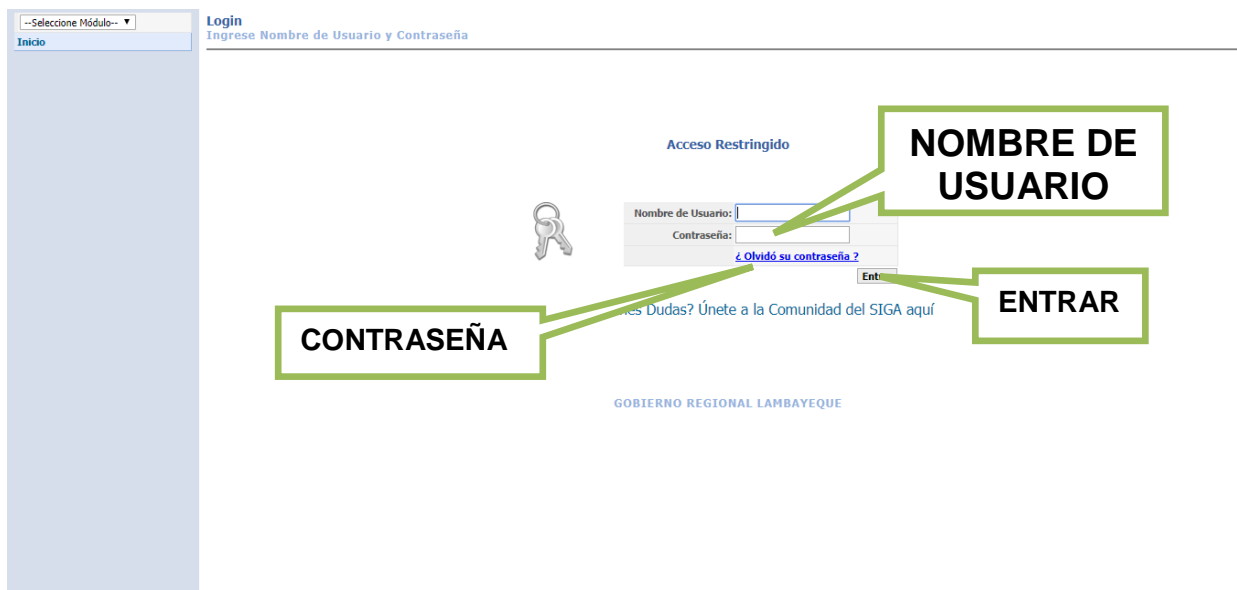 --Seleccione Módulo-- ▼
Inicio
Login
Ingrese Nombre de Usuario y Contraseña
Acceso Restringido
NOMBRE DE
USUARIO
Nombre de Usuario:
Contraseña:
¿ Olvidó su contraseña ?
ENTRAR
Dudas? Únete a la Comunidad del SIGA aquí
CONTRASEÑA
GOBIERNO REGIONAL LAMBAYEQUE